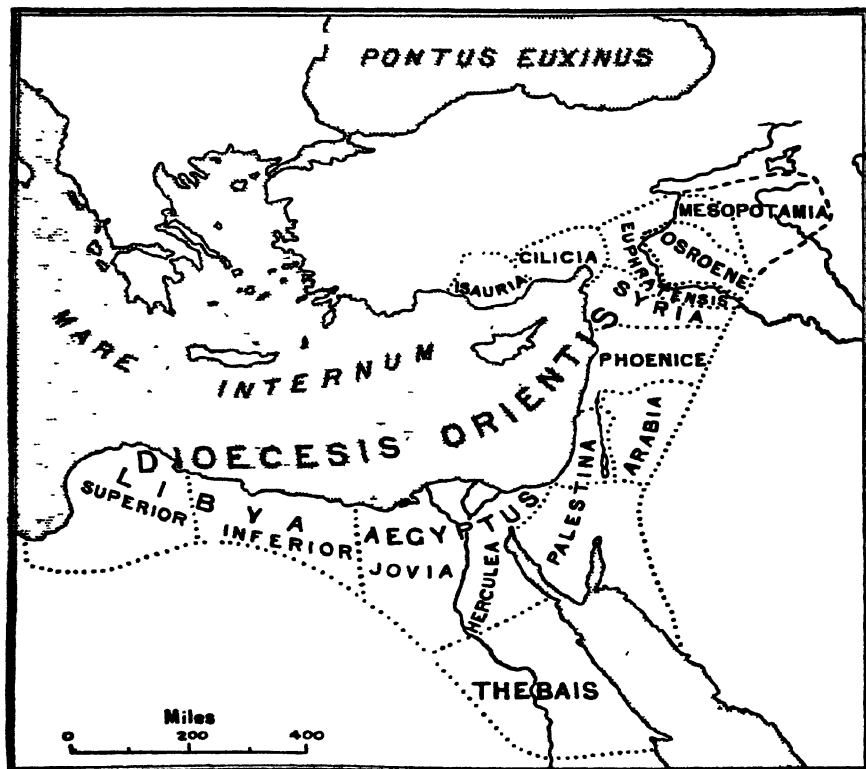 PONTUS EUXINUS
MESOPOTAMIA
OSROENE
EUPHRATENSIS
CILICIA
ISAURIA
SYRIA
MARE INTERNUM
PHOENICE
DIOECESIS ORIENTIS
ARABIA
PALESTINA
LIBYA
SUPERIOR
INFERIOR
AEGYPTUS
JOVIA
HERCULEA
THEBAIS
Miles
0 200 400